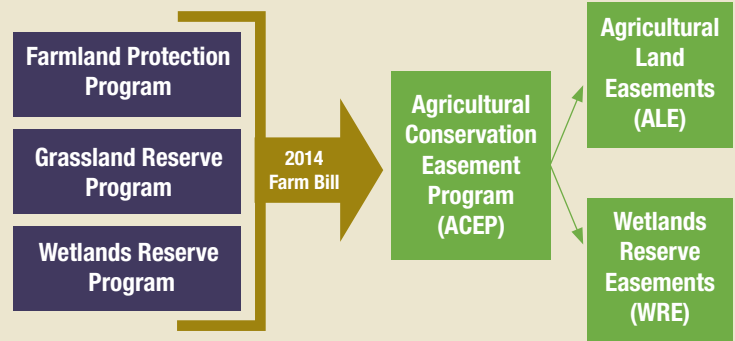 Farmland Protection
Program
Grassland Reserve
Program
Wetlands Reserve
Program
2014
Farm Bill
Agricultural
Conservation
Easement
Program
(ACEP)
Agricultural
Land
Easements
(ALE)
Wetlands
Reserve
Easements
(WRE)